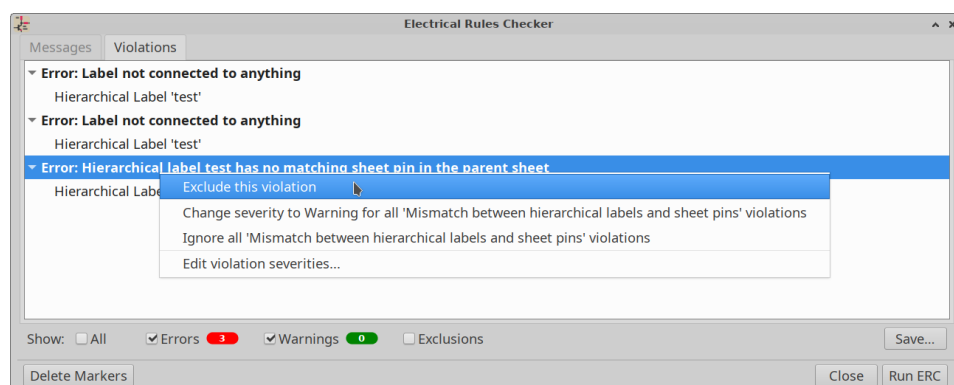 Electrical Rules Checker
Messages Violations
Error: Label not connected to anything
Hierarchical Label 'test'
Error: Label not connected to anything
Hierarchical Label 'test'
Error: Hierarchical label test has no matching sheet pin in the parent sheet
Hierarchical Labe
Exclude this violation
Change severity to Warning for all 'Mismatch between hierarchical labels and sheet pins' violations
Ignore all 'Mismatch between hierarchical labels and sheet pins' violations
Edit violation severities...
Show: All Errors 3 Warnings 0 Exclusions Save...
Delete Markers Close Run ERC